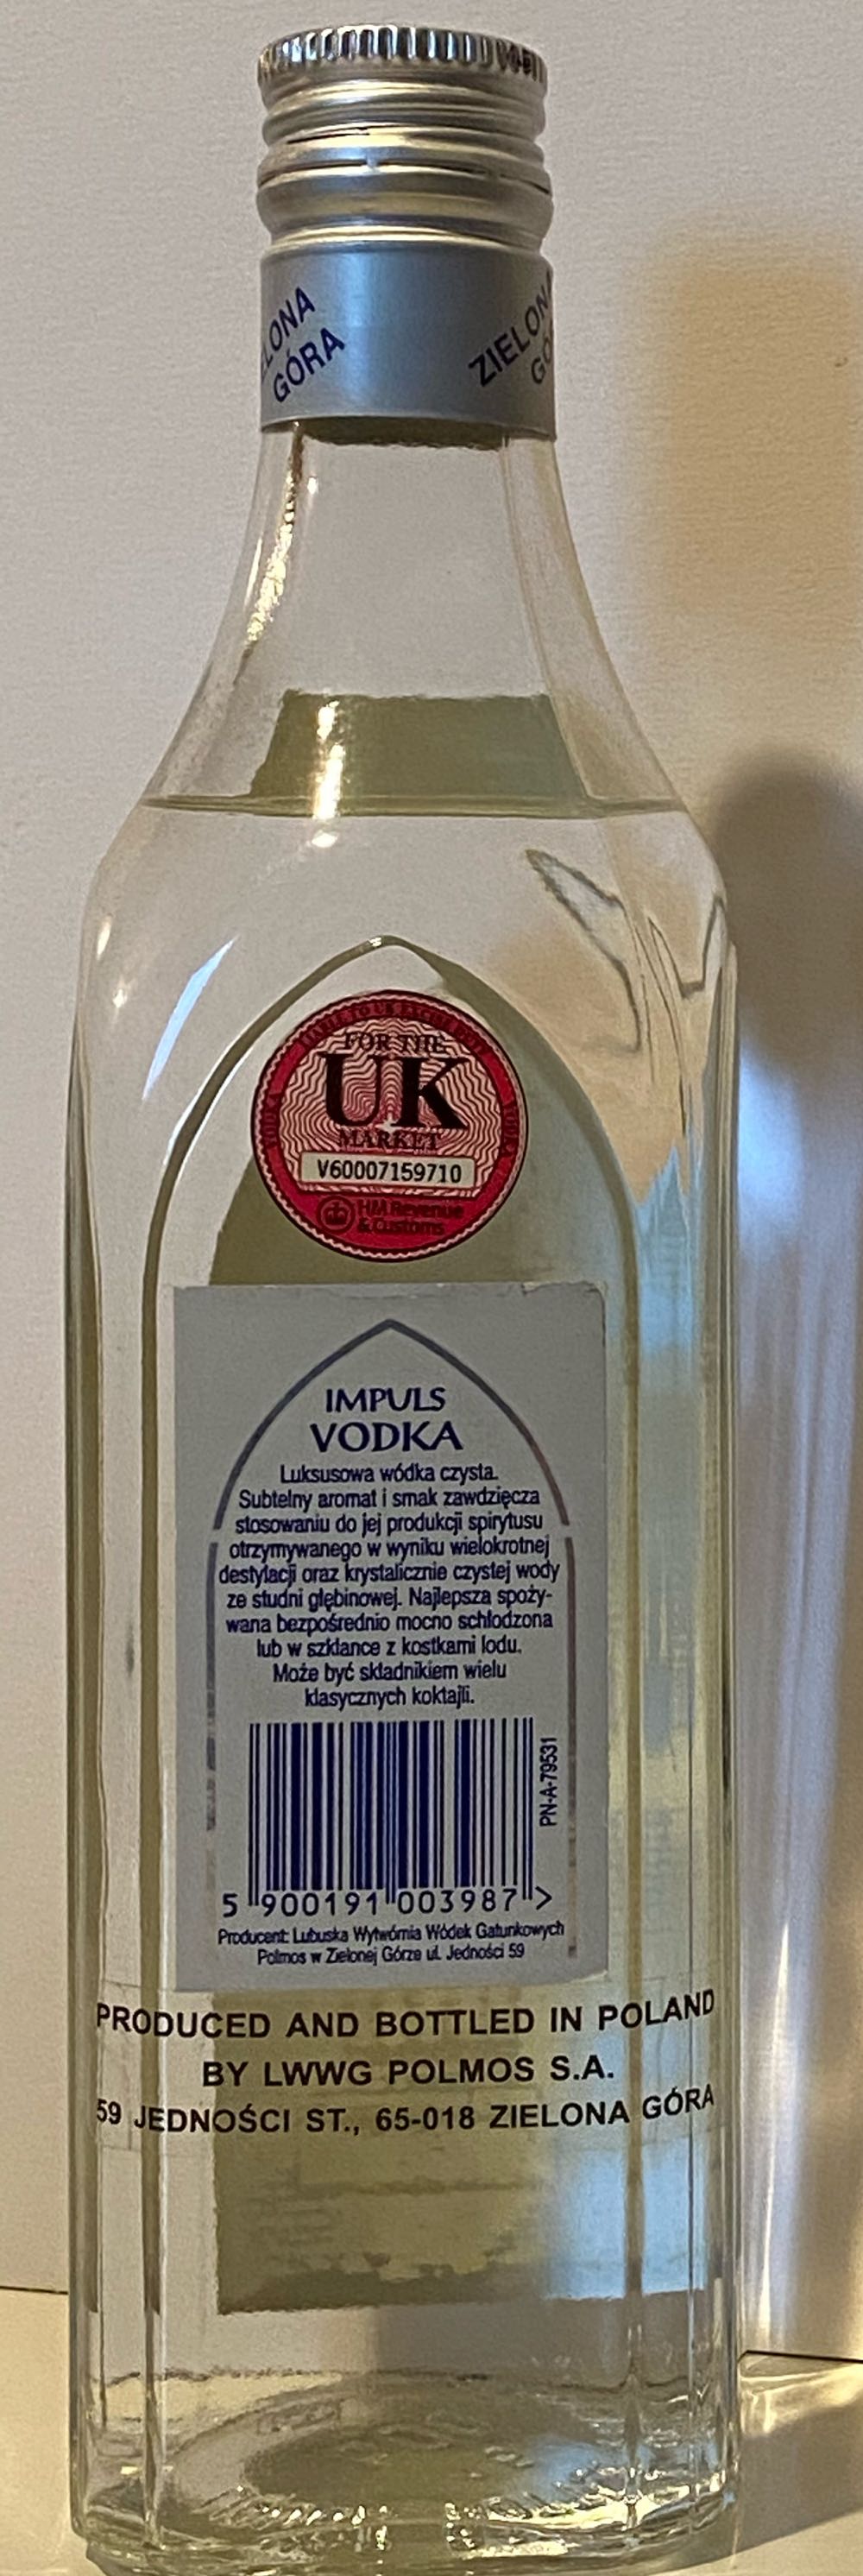 ELONA
GÓRA
ZIELONA
GÓ
FOR THE
UK
MARKET
V60007159710
HM Revenue
& Customs
IMPULS
VODKA
Luksusowa wódka czysta.
Subtelny aromat i smak zawdzięcza
stosowaniu do jej produkcji spirytusu
otrzymywanego w wyniku wielokrotnej
destylacji oraz krystalicznie czystej wody
ze studni głębinowej. Najlepsza spoży-
wana bezpośrednio mocno schłodzona
lub w szklance z kostkami lodu.
Może być składnikiem wielu
klasycznych koktajli.
PN-A-79531
5 900191 003987 >
Producent: Lubuska Wytwórnia Wódek Gatunkowych
Polmos w Zielonej Górze ul. Jedności 59
PRODUCED AND BOTTLED IN POLAND
BY LWWG POLMOS S.A.
59 JEDNOŚCI ST., 65-018 ZIELONA GÓRA